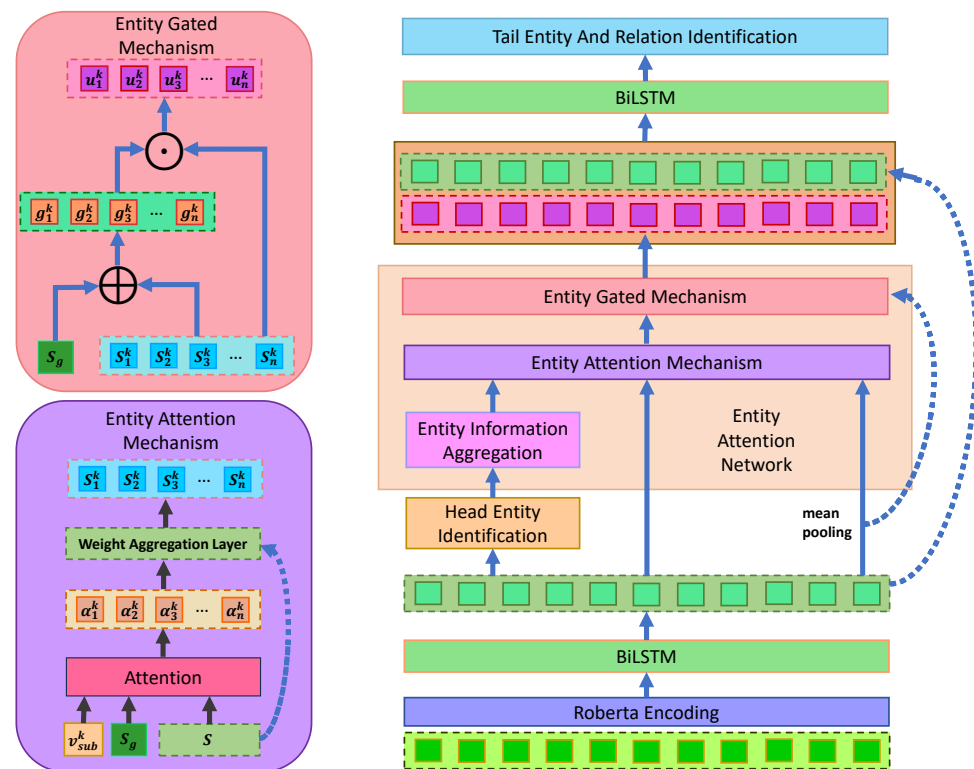 Entity Gated
Mechanism
u₁ᵏ u₂ᵏ u₃ᵏ ... uₙᵏ
g₁ᵏ g₂ᵏ g₃ᵏ ... gₙᵏ
S_g
S₁ᵏ S₂ᵏ S₃ᵏ ... Sₙᵏ
Entity Attention
Mechanism
S₁ᵏ S₂ᵏ S₃ᵏ ... Sₙᵏ
Weight Aggregation Layer
α₁ᵏ α₂ᵏ α₃ᵏ ... αₙᵏ
Attention
v_sub^k S_g S
Tail Entity And Relation Identification
BiLSTM
Entity Gated Mechanism
Entity Attention Mechanism
Entity Information
Aggregation
Entity
Attention
Network
Head Entity
Identification
mean
pooling
BiLSTM
Roberta Encoding